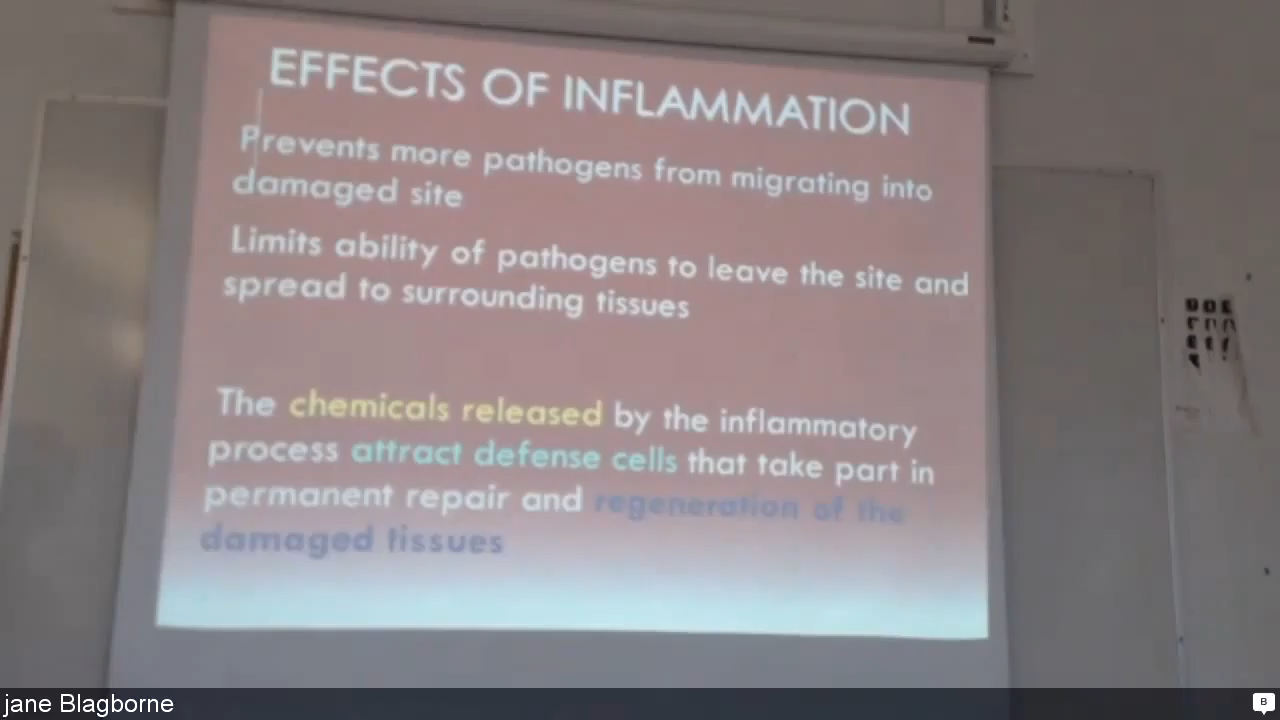 EFFECTS OF INFLAMMATION
Prevents more pathogens from migrating into
damaged site
Limits ability of pathogens to leave the site and
spread to surrounding tissues
The chemicals released by the inflammatory
process attract defense cells that take part in
permanent repair and regeneration of the
damaged tissues
jane Blagborne
B